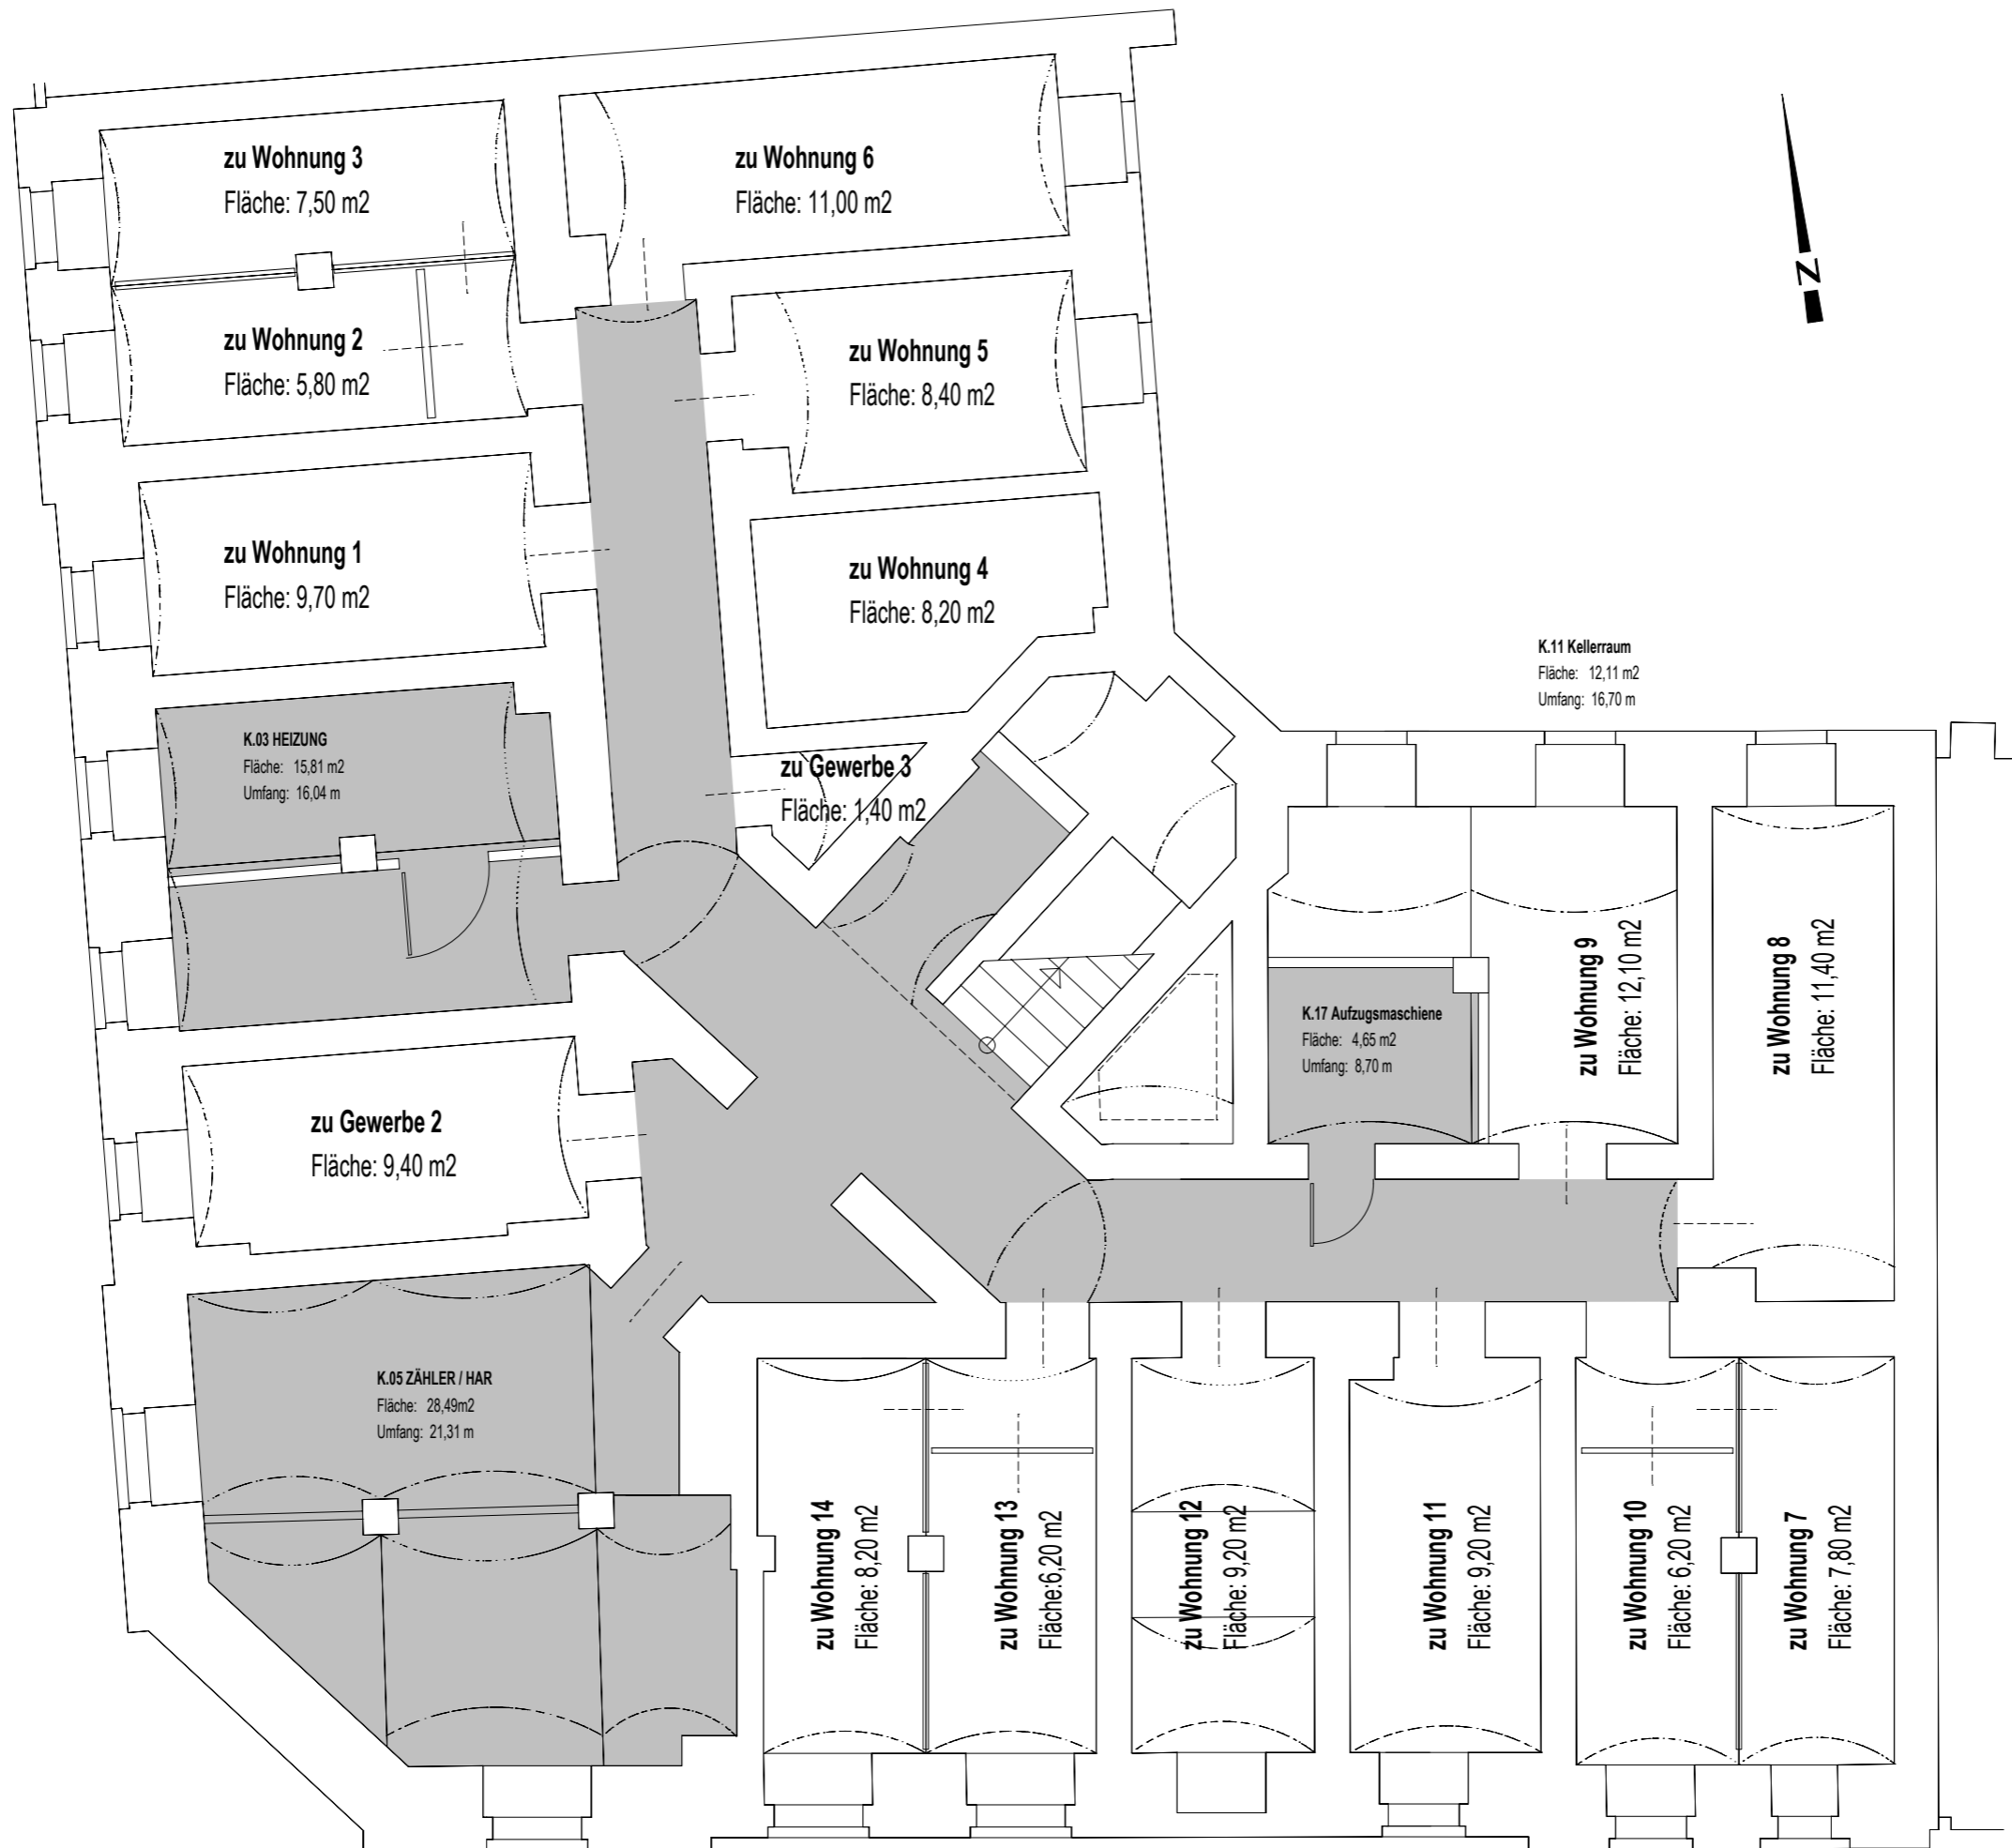 zu Wohnung 3
Fläche: 7,50 m2
zu Wohnung 6
Fläche: 11,00 m2
N
zu Wohnung 2
Fläche: 5,80 m2
zu Wohnung 5
Fläche: 8,40 m2
zu Wohnung 1
Fläche: 9,70 m2
zu Wohnung 4
Fläche: 8,20 m2
K.11 Kellerraum
Fläche: 12,11 m2
Umfang: 16,70 m
K.03 HEIZUNG
Fläche: 15,81 m2
Umfang: 16,04 m
zu Gewerbe 3
Fläche: 1,40 m2
zu Wohnung 9
Fläche: 12,10 m2
zu Wohnung 8
Fläche: 11,40 m2
K.17 Aufzugsmaschiene
Fläche: 4,65 m2
Umfang: 8,70 m
zu Gewerbe 2
Fläche: 9,40 m2
K.05 ZÄHLER / HAR
Fläche: 28,49m2
Umfang: 21,31 m
zu Wohnung 14
Fläche: 8,20 m2
zu Wohnung 13
Fläche:6,20 m2
zu Wohnung 12
Fläche: 9,20 m2
zu Wohnung 11
Fläche: 9,20 m2
zu Wohnung 10
Fläche: 6,20 m2
zu Wohnung 7
Fläche: 7,80 m2